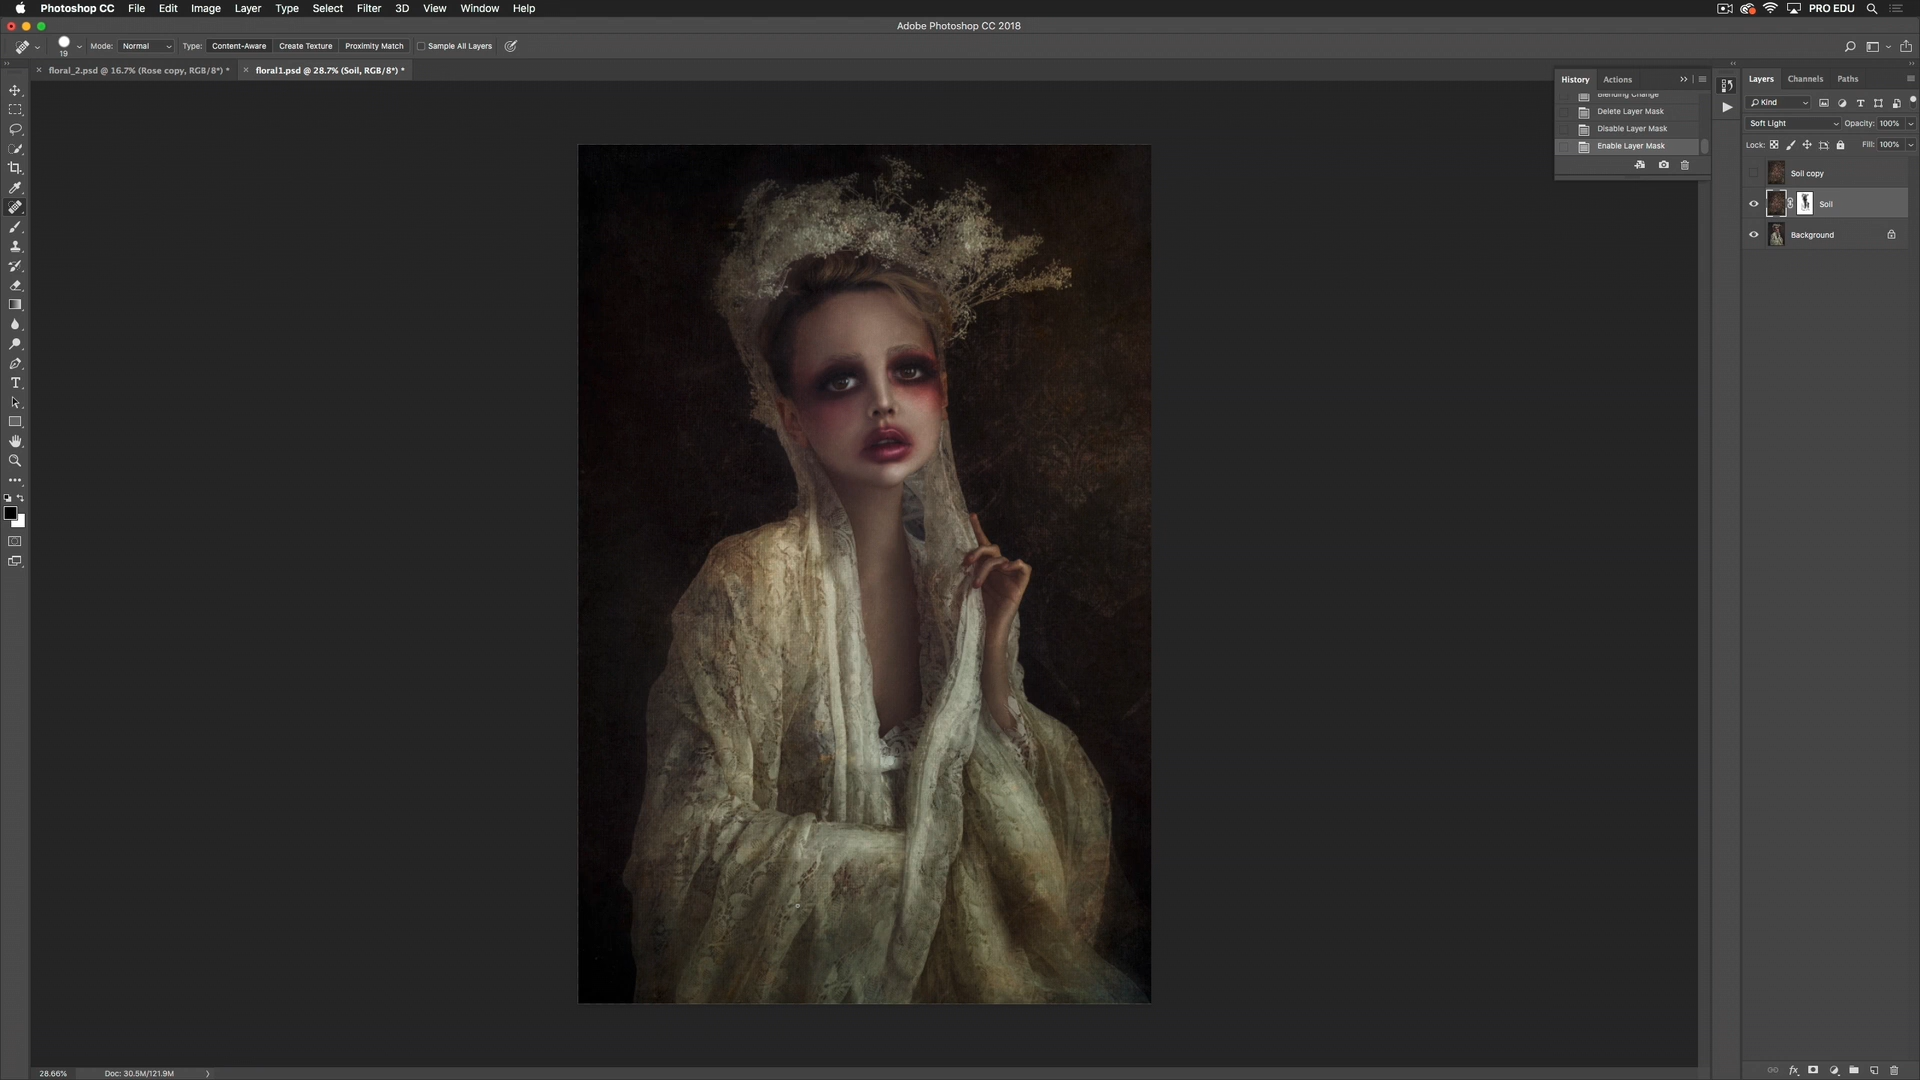 Photoshop CC File Edit Image Layer Type Select Filter 3D View Window Help PRO EDU
Adobe Photoshop CC 2018
19 Mode: Normal Type: Content-Aware Create Texture Proximity Match Sample All Layers
× floral_2.psd @ 16.7% (Rose copy, RGB/8*) * × floral1.psd @ 28.7% (Soil, RGB/8*) *
History Actions
Blending Change
Delete Layer Mask
Disable Layer Mask
Enable Layer Mask
Layers Channels Paths
Kind
Soft Light Opacity: 100%
Lock: Fill: 100%
Soil copy
Soil
Background
28.66% Doc: 30.5M/121.9M